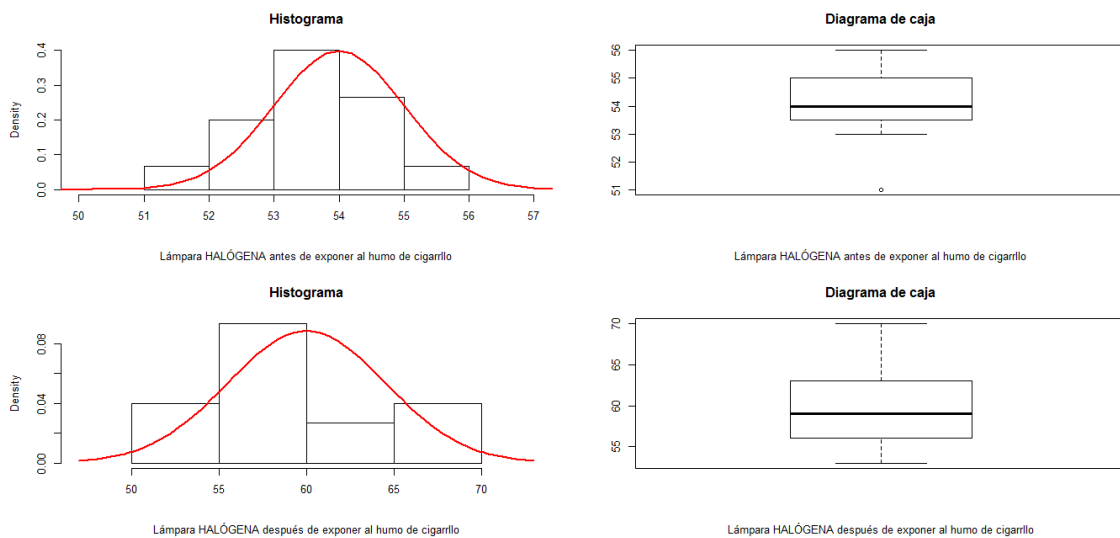 Histograma
Density
0.0 0.1 0.2 0.3 0.4
50 51 52 53 54 55 56 57
Lámpara HALÓGENA antes de exponer al humo de cigarrllo
Diagrama de caja
51 52 53 54 55 56
Lámpara HALÓGENA antes de exponer al humo de cigarrllo
Histograma
Density
0.00 0.04 0.08
50 55 60 65 70
Lámpara HALÓGENA después de exponer al humo de cigarrllo
Diagrama de caja
55 60 65 70
Lámpara HALÓGENA después de exponer al humo de cigarrllo